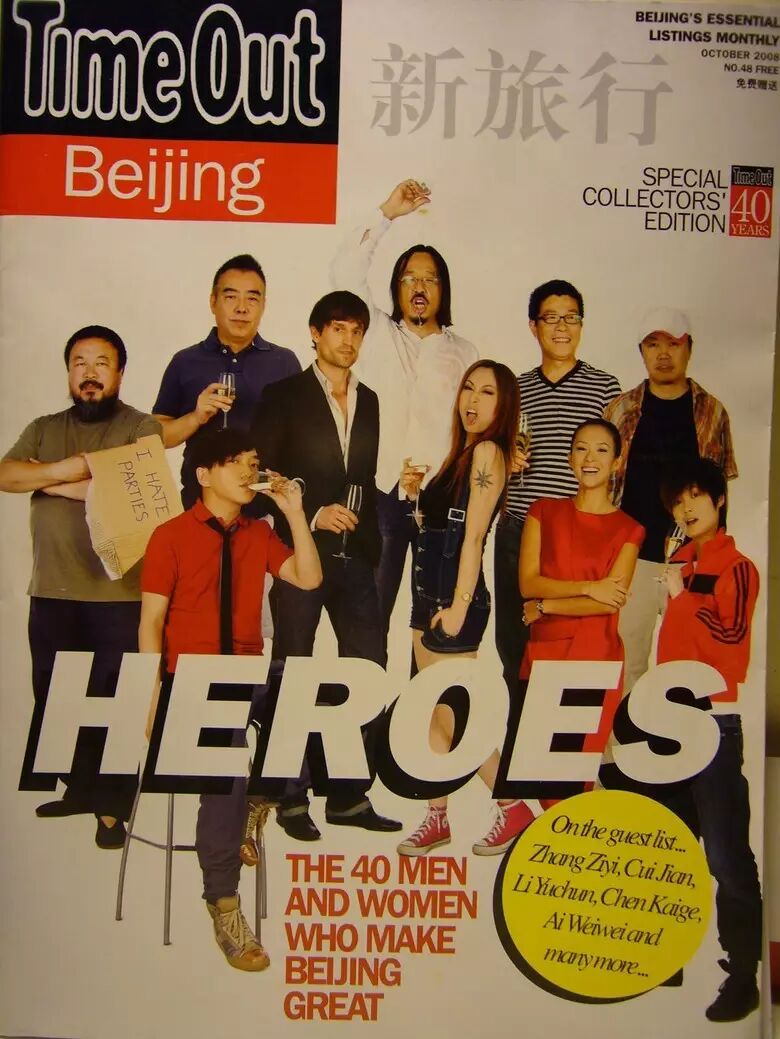 Time Out
Beijing
新旅行
BEIJING'S ESSENTIAL
LISTINGS MONTHLY
OCTOBER 2008
NO.48 FREE
免费赠送
SPECIAL
COLLECTORS'
EDITION
Time Out
40
YEARS
I HATE
PARTIES
HEROES
THE 40 MEN
AND WOMEN
WHO MAKE
BEIJING
GREAT
On the guest list...
Zhang Ziyi, Cui Jian,
Li Yuchun, Chen Kaige,
Ai Weiwei and
many more...